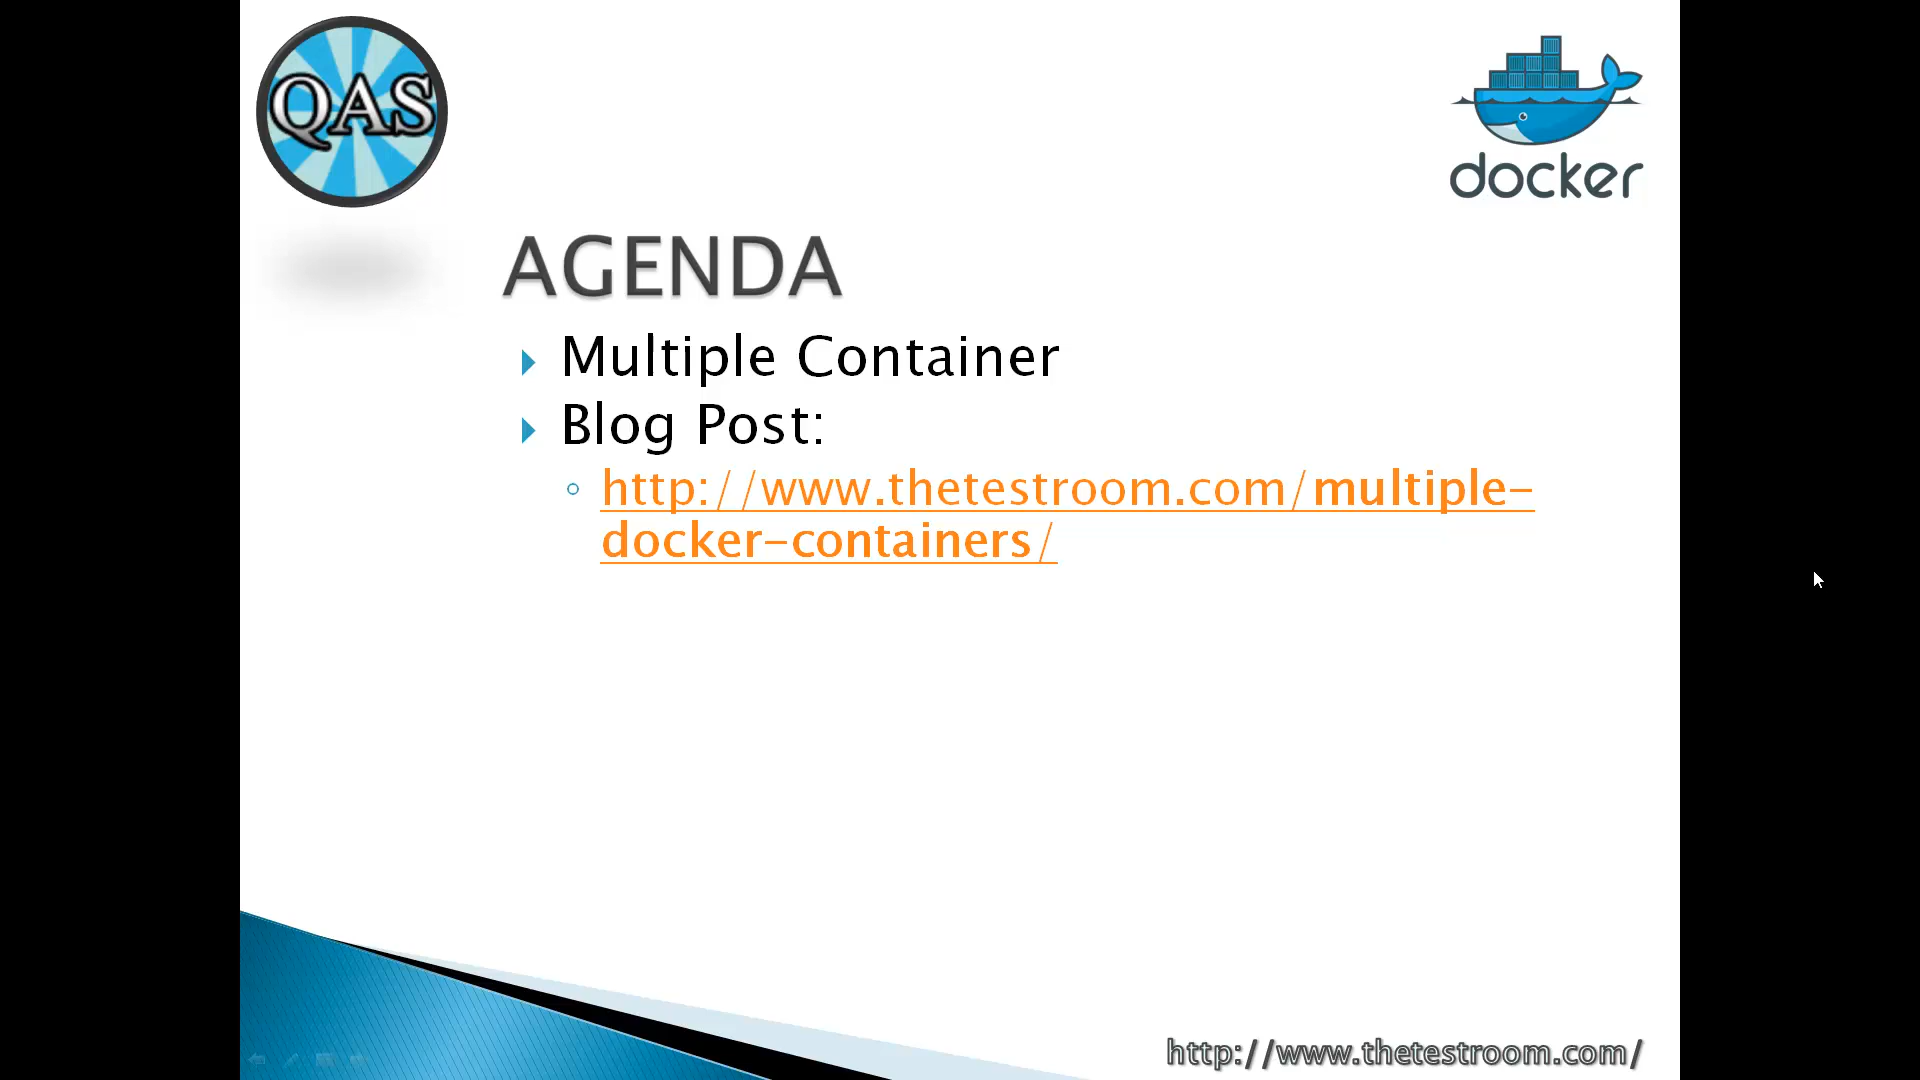 QAS
docker
AGENDA
Multiple Container
Blog Post:
http://www.thetestroom.com/multiple-
docker-containers/
http://www.thetestroom.com/